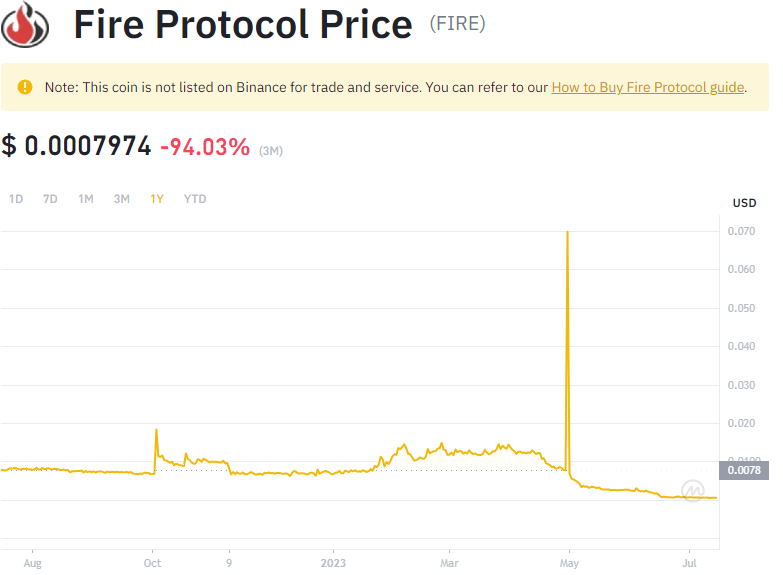 Fire Protocol Price (FIRE)
Note: This coin is not listed on Binance for trade and service. You can refer to our How to Buy Fire Protocol guide.
$ 0.0007974 -94.03% (3M)
1D 7D 1M 3M 1Y YTD
USD
0.070
0.060
0.050
0.040
0.030
0.020
0.0100
0.0078
Aug Oct 9 2023 Mar May Jul